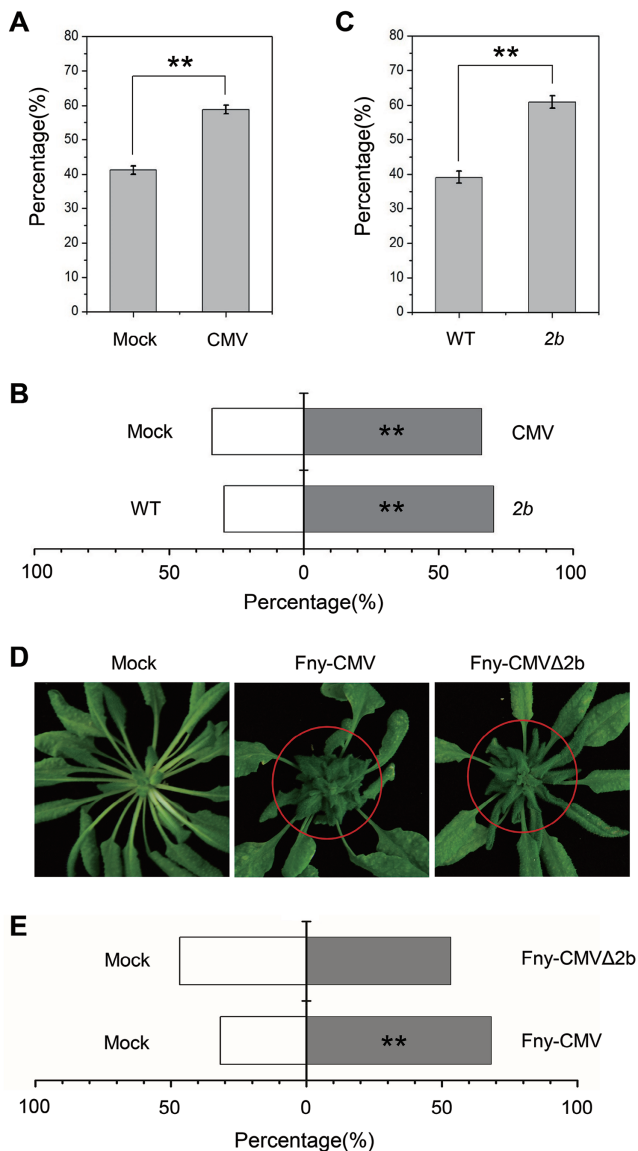 A
Percentage(%)
80
70
60
50
40
30
20
10
0
**
Mock CMV
C
Percentage(%)
80
70
60
50
40
30
20
10
0
**
WT 2b
B
Mock ** CMV
WT ** 2b
100 50 0 50 100
Percentage(%)
D
Mock Fny-CMV Fny-CMVΔ2b
E
Mock Fny-CMVΔ2b
Mock ** Fny-CMV
100 50 0 50 100
Percentage(%)